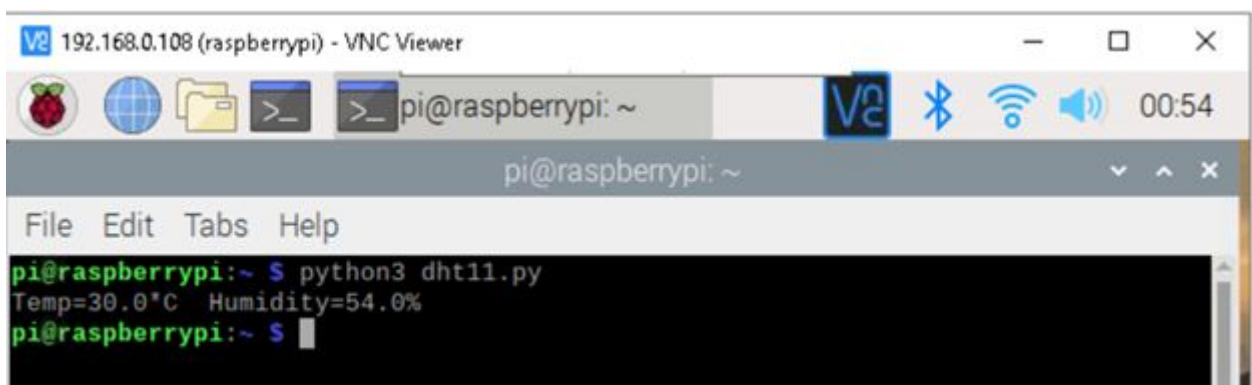 192.168.0.108 (raspberrypi) - VNC Viewer
pi@raspberrypi: ~ 00:54
pi@raspberrypi: ~
File Edit Tabs Help
pi@raspberrypi:~ $ python3 dht11.py
Temp=30.0*C  Humidity=54.0%
pi@raspberrypi:~ $